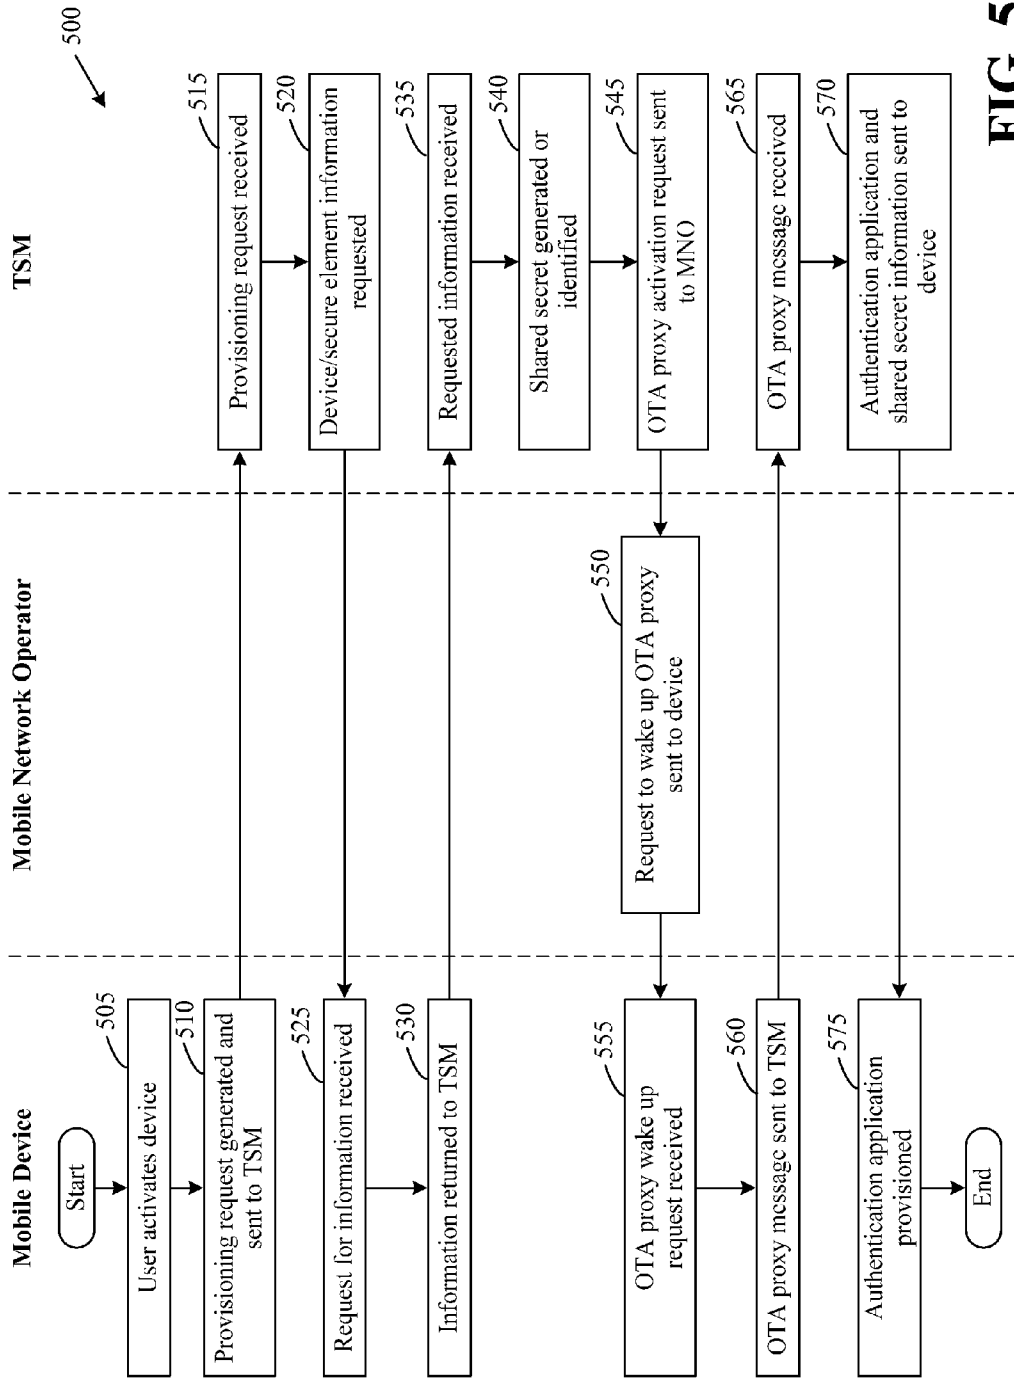 500
Mobile Device
Mobile Network Operator
TSM
Start
505
User activates device
510
Provisioning request generated and
sent to TSM
515
Provisioning request received
520
Device/secure element information
requested
525
Request for information received
530
Information returned to TSM
535
Requested information received
540
Shared secret generated or
identified
545
OTA proxy activation request sent
to MNO
550
Request to wake up OTA proxy
sent to device
555
OTA proxy wake up
request received
560
OTA proxy message sent to TSM
565
OTA proxy message received
570
Authentication application and
shared secret information sent to
device
575
Authentication application
provisioned
End
FIG. 5